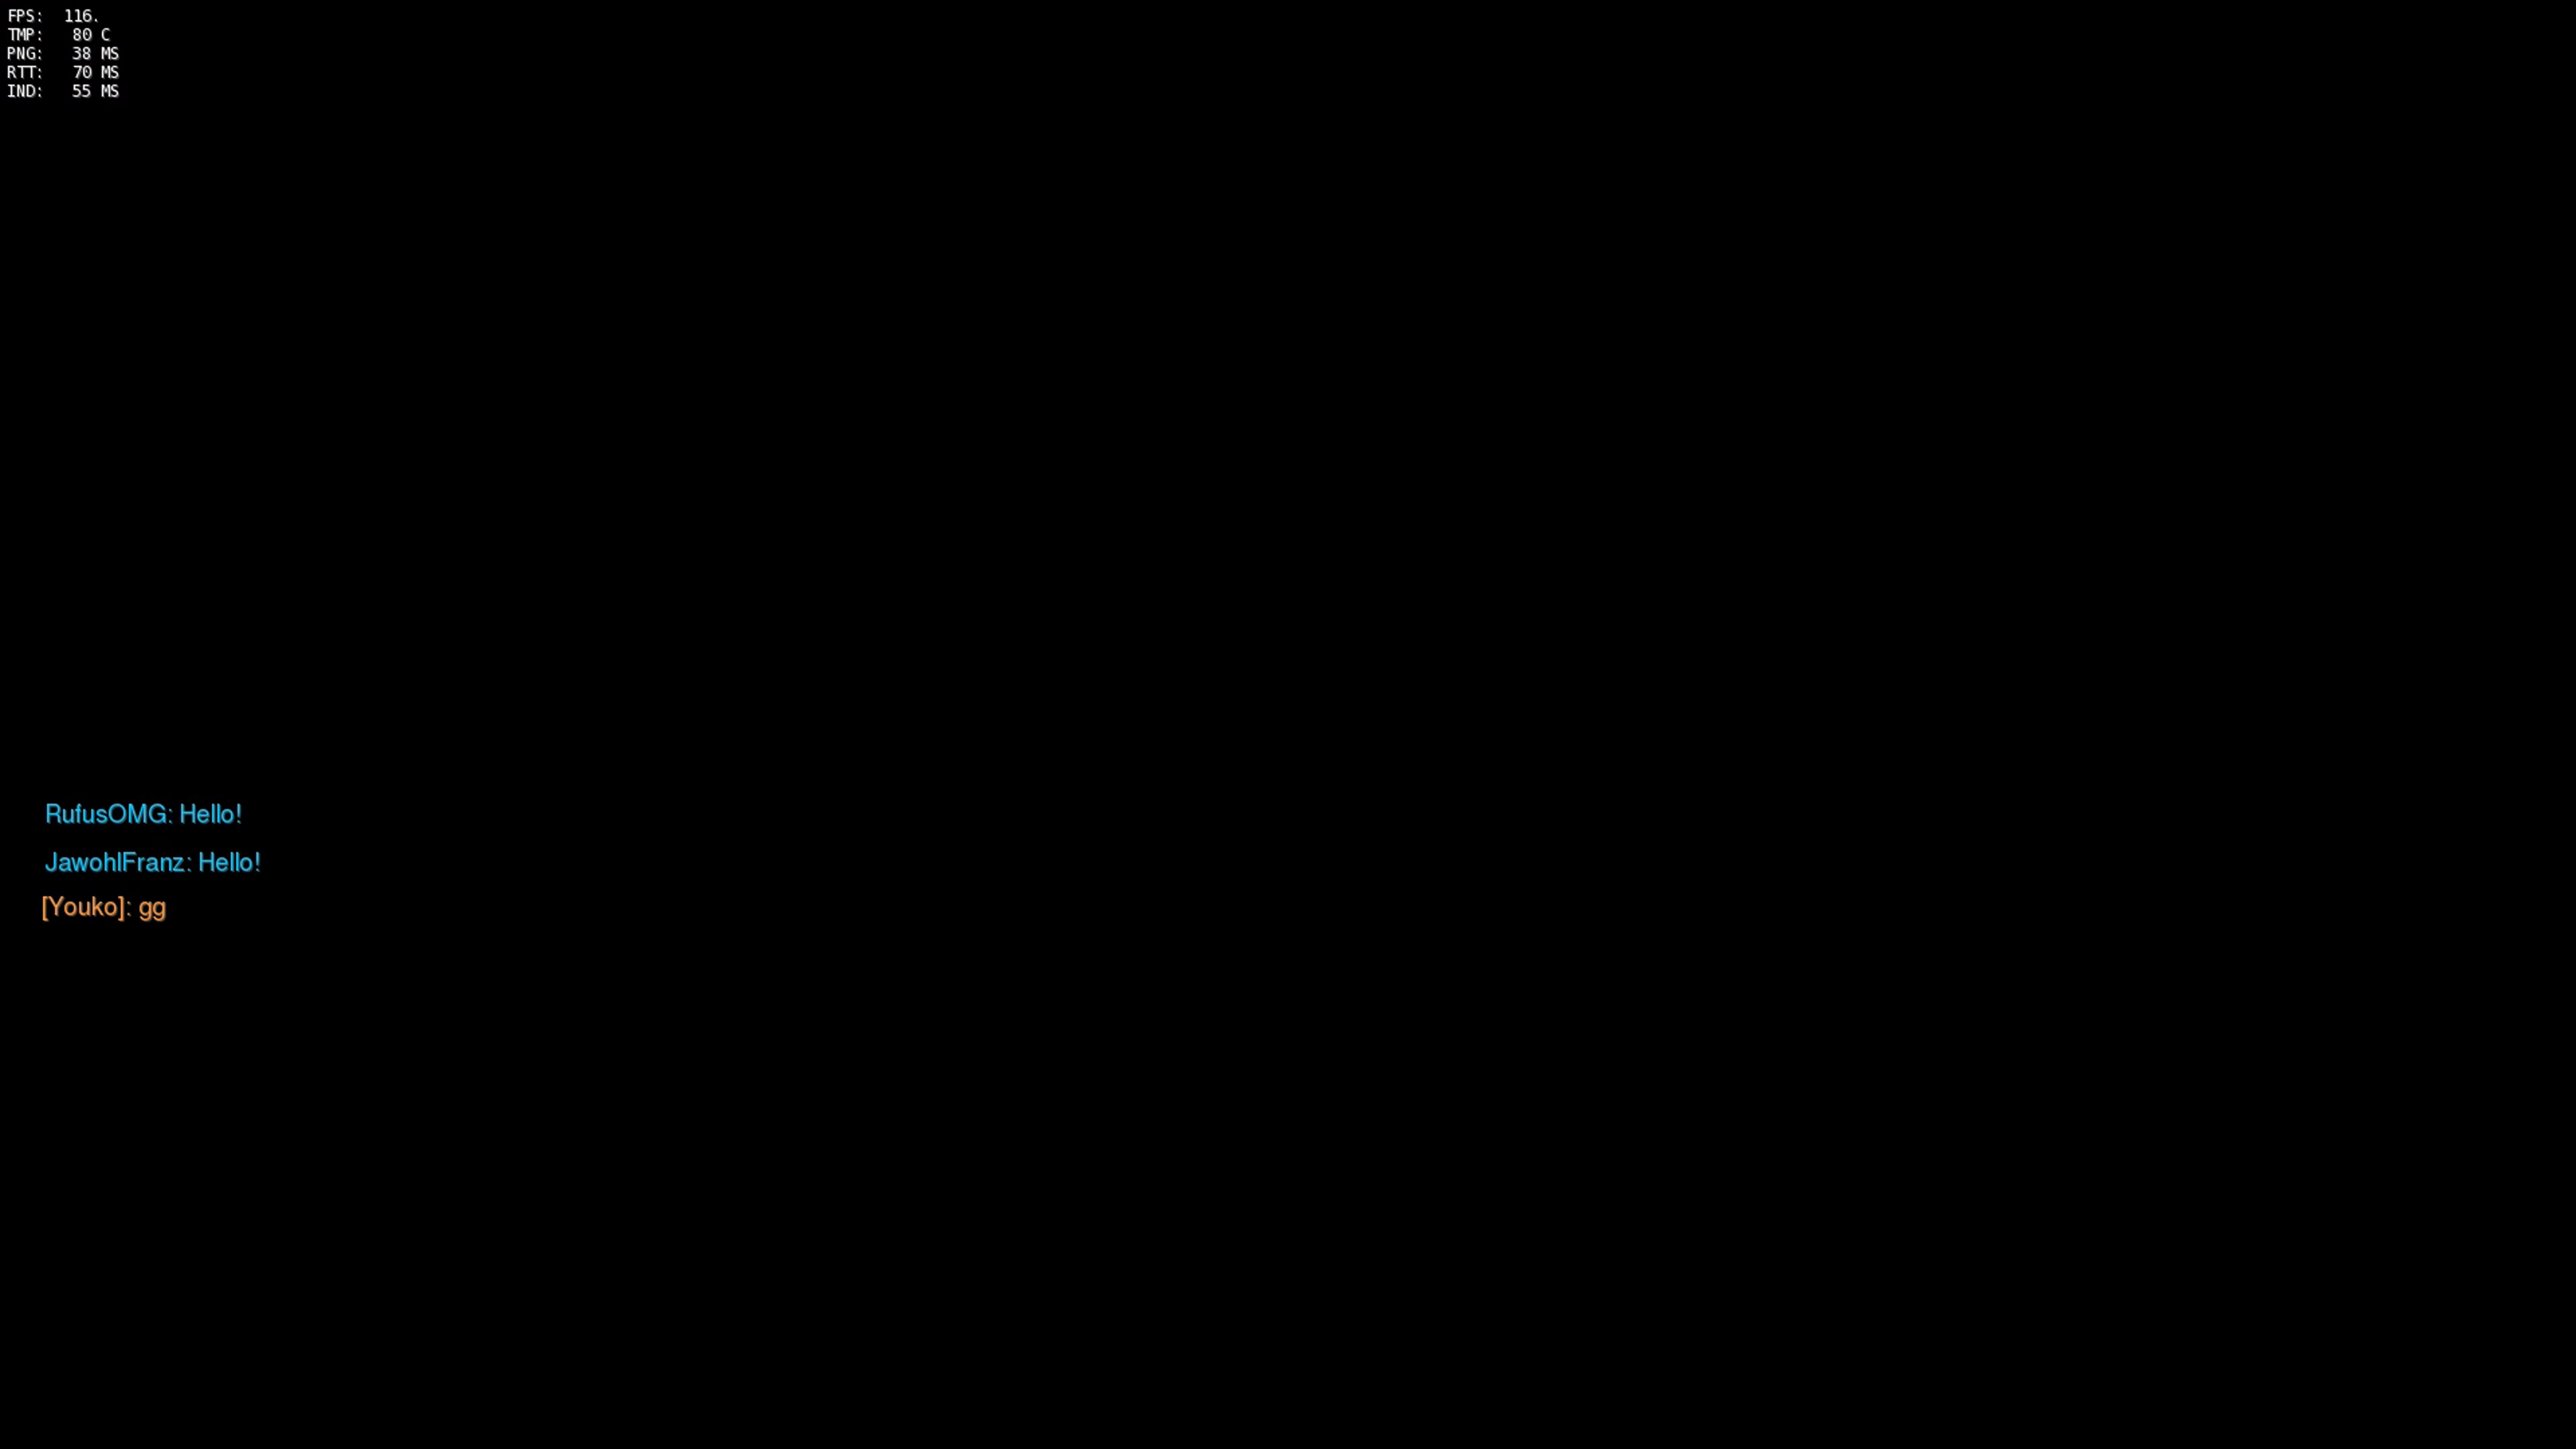 FPS: 116.
TMP: 80 C
PNG: 38 MS
RTT: 70 MS
IND: 55 MS
RufusOMG: Hello!
JawohlFranz: Hello!
[Youko]: gg